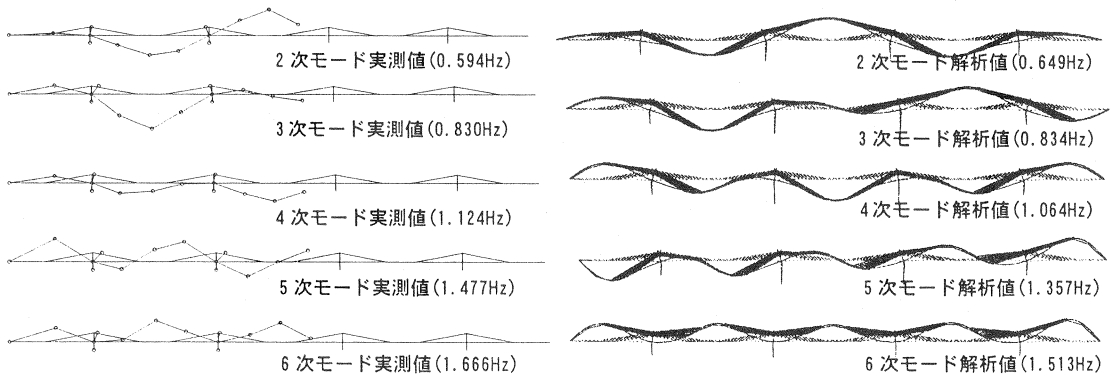 2次モード実測値(0.594Hz)
3次モード実測値(0.830Hz)
4次モード実測値(1.124Hz)
5次モード実測値(1.477Hz)
6次モード実測値(1.666Hz)
2次モード解析値(0.649Hz)
3次モード解析値(0.834Hz)
4次モード解析値(1.064Hz)
5次モード解析値(1.357Hz)
6次モード解析値(1.513Hz)